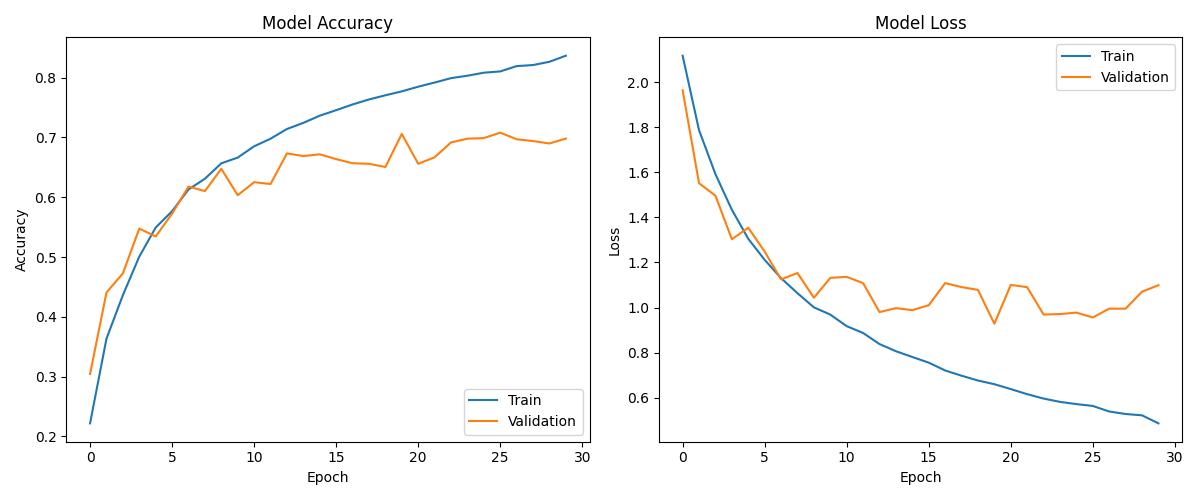 Model Accuracy
Accuracy
0.8
0.7
0.6
0.5
0.4
0.3
0.2
Train
Validation
0 5 10 15 20 25 30
Epoch
Model Loss
Loss
2.0
1.8
1.6
1.4
1.2
1.0
0.8
0.6
Train
Validation
0 5 10 15 20 25 30
Epoch